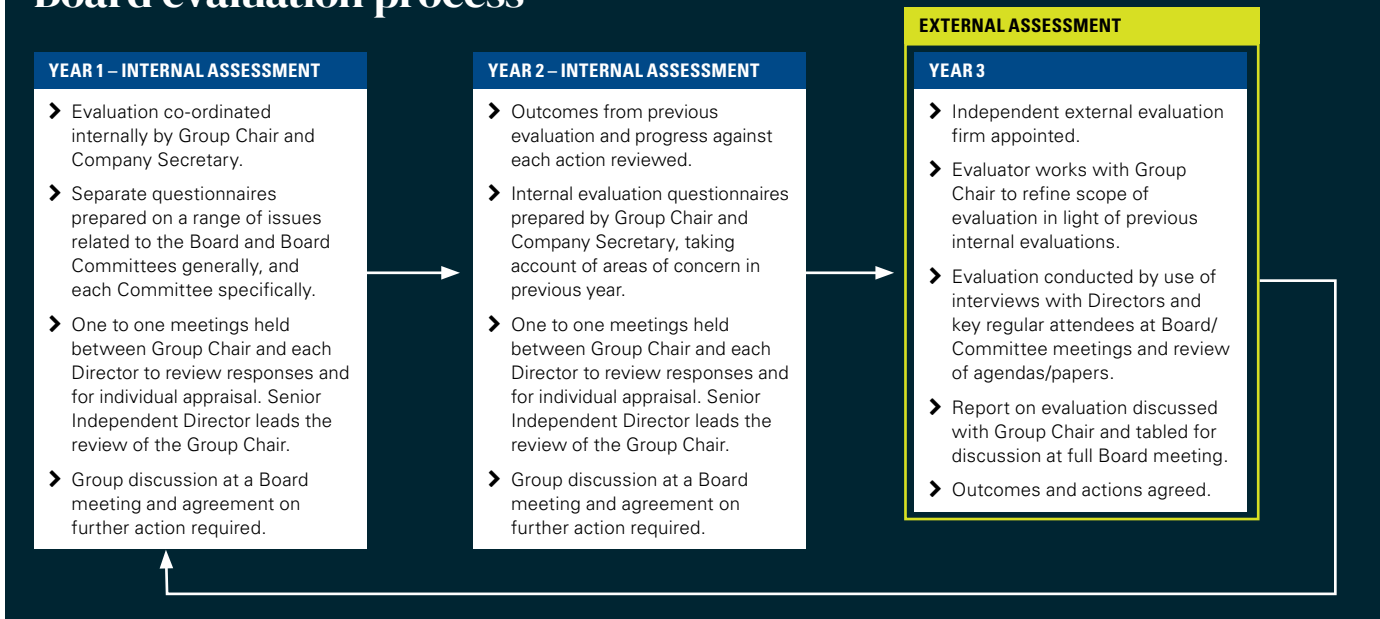 Board evaluation process
EXTERNAL ASSESSMENT
YEAR 1 – INTERNAL ASSESSMENT
Evaluation co-ordinated
internally by Group Chair and
Company Secretary.
Separate questionnaires
prepared on a range of issues
related to the Board and Board
Committees generally, and
each Committee specifically.
One to one meetings held
between Group Chair and each
Director to review responses and
for individual appraisal. Senior
Independent Director leads the
review of the Group Chair.
Group discussion at a Board
meeting and agreement on
further action required.
YEAR 2 – INTERNAL ASSESSMENT
Outcomes from previous
evaluation and progress against
each action reviewed.
Internal evaluation questionnaires
prepared by Group Chair and
Company Secretary, taking
account of areas of concern in
previous year.
One to one meetings held
between Group Chair and each
Director to review responses and
for individual appraisal. Senior
Independent Director leads the
review of the Group Chair.
Group discussion at a Board
meeting and agreement on
further action required.
YEAR 3
Independent external evaluation
firm appointed.
Evaluator works with Group
Chair to refine scope of
evaluation in light of previous
internal evaluations.
Evaluation conducted by use of
interviews with Directors and
key regular attendees at Board/
Committee meetings and review
of agendas/papers.
Report on evaluation discussed
with Group Chair and tabled for
discussion at full Board meeting.
Outcomes and actions agreed.